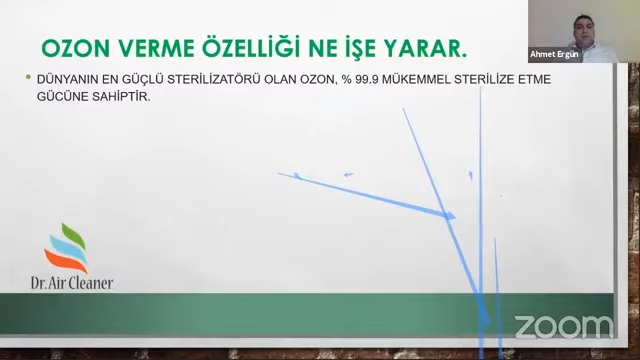 OZON VERME ÖZELLİĞİ NE İŞE YARAR.
Ahmet Ergün
DÜNYANIN EN GÜÇLÜ STERİLİZATÖRÜ OLAN OZON, % 99.9 MÜKEMMEL STERİLİZE ETME
GÜCÜNE SAHİPTİR.
Dr. Air Cleaner
zoom